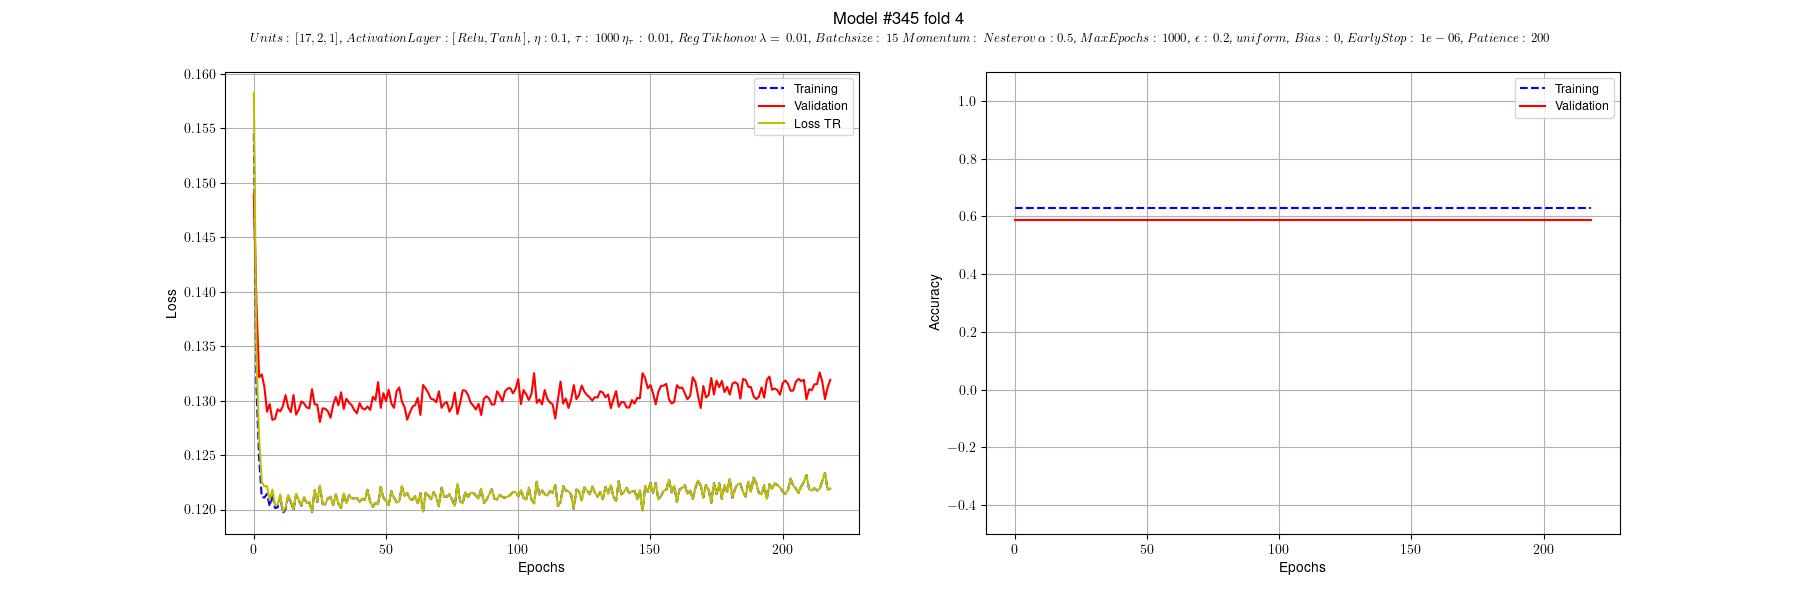 Model #345 fold 4
Units : [17, 2, 1], ActivationLayer : [Relu, Tanh], η : 0.1, τ : 1000 ητ : 0.01, Reg Tikhonov λ = 0.01, Batchsize : 15 Momentum : Nesterov α : 0.5, MaxEpochs : 1000, ϵ : 0.2, uniform, Bias : 0, EarlyStop : 1e − 06, Patience : 200
0.160
0.155
0.150
0.145
0.140
0.135
0.130
0.125
0.120
Loss
0 50 100 150 200
Epochs
Training
Validation
Loss TR
1.0
0.8
0.6
0.4
0.2
0.0
−0.2
−0.4
Accuracy
0 50 100 150 200
Epochs
Training
Validation